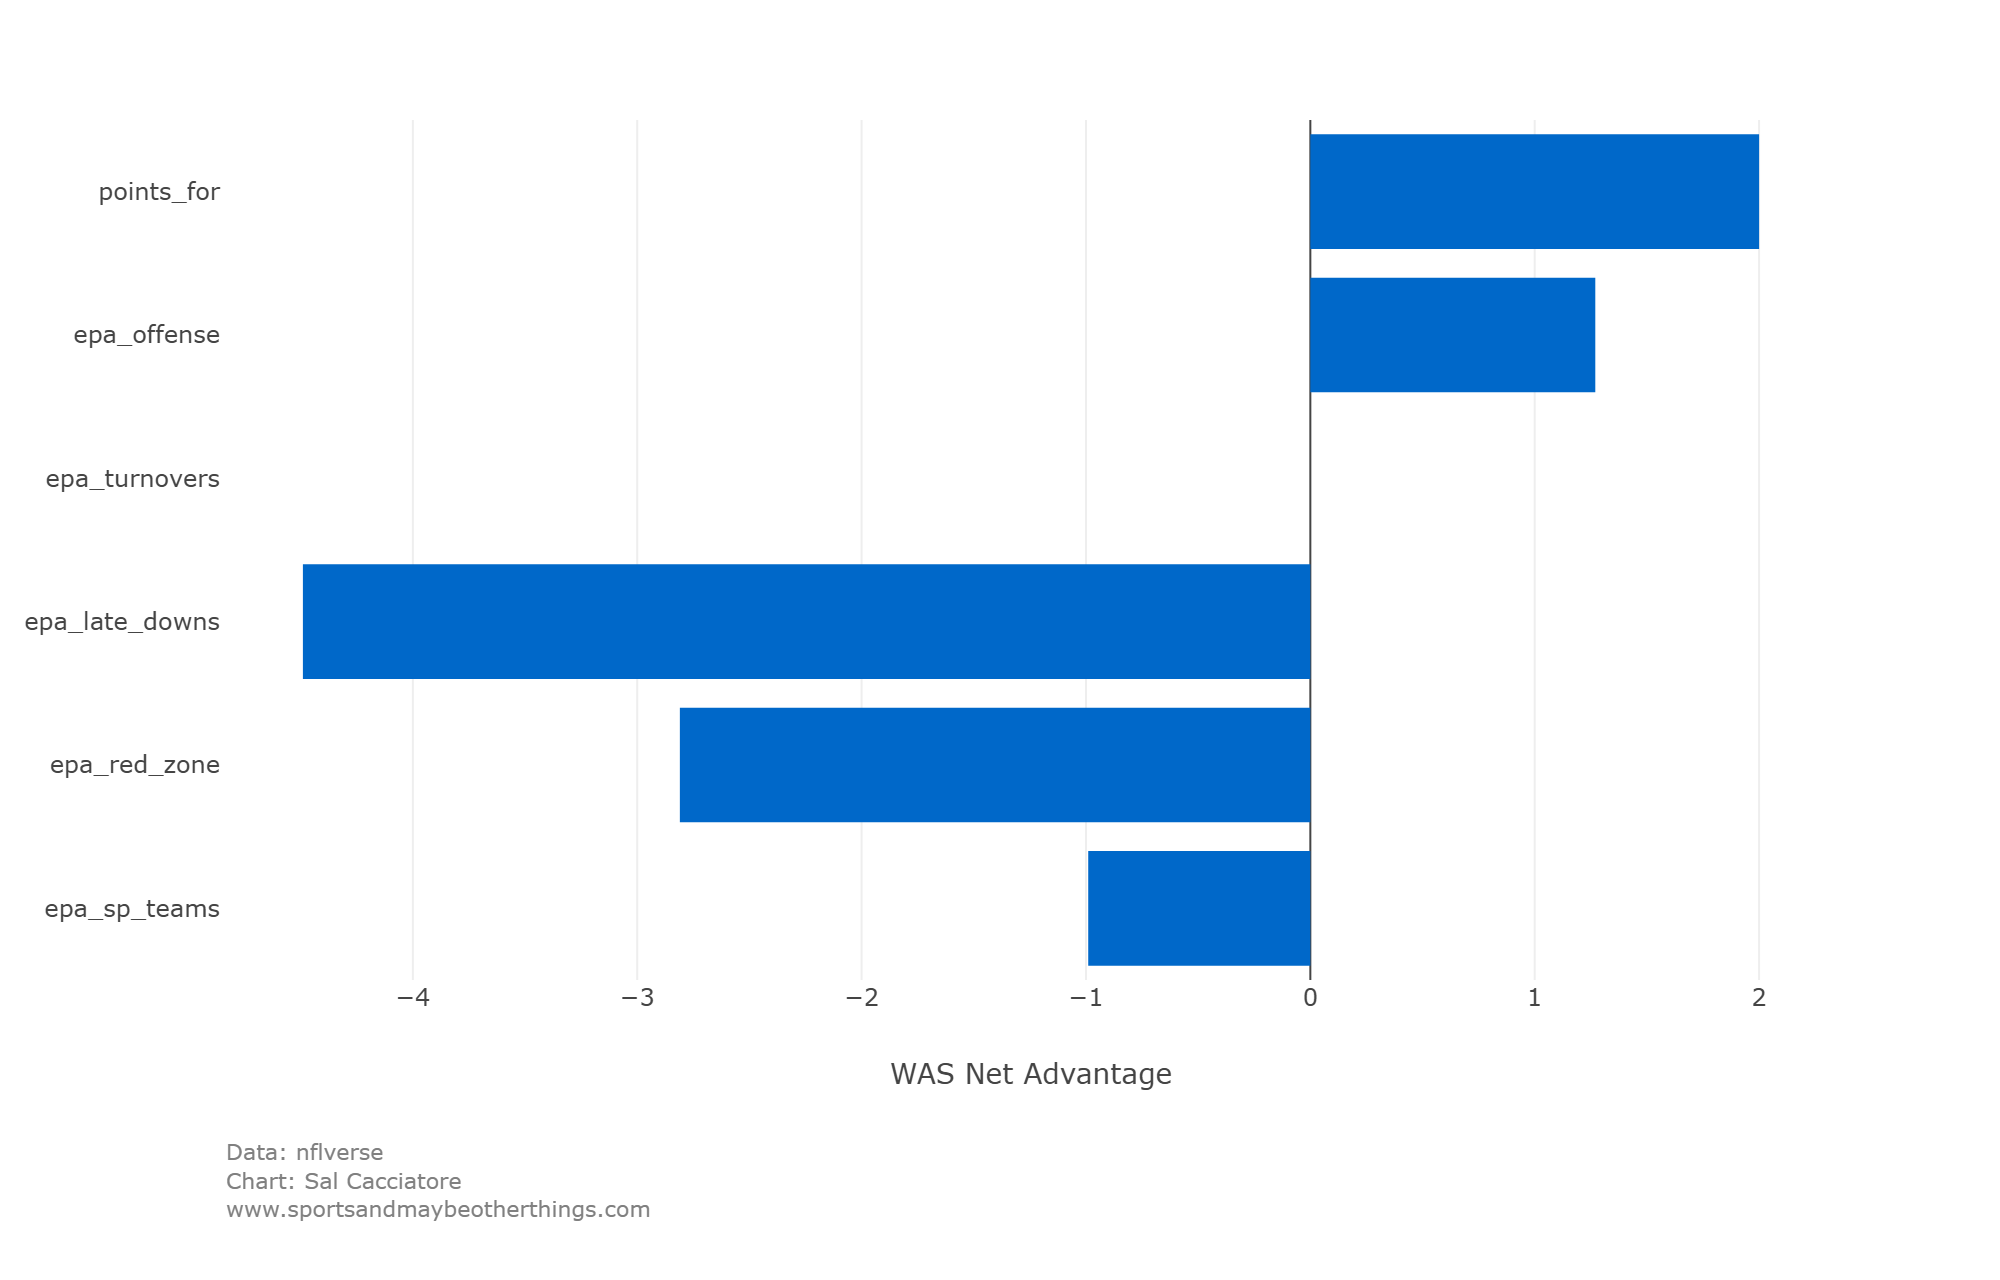 points_for
epa_offense
epa_turnovers
epa_late_downs
epa_red_zone
epa_sp_teams
−4 −3 −2 −1 0 1 2
WAS Net Advantage
Data: nflverse
Chart: Sal Cacciatore
www.sportsandmaybeotherthings.com